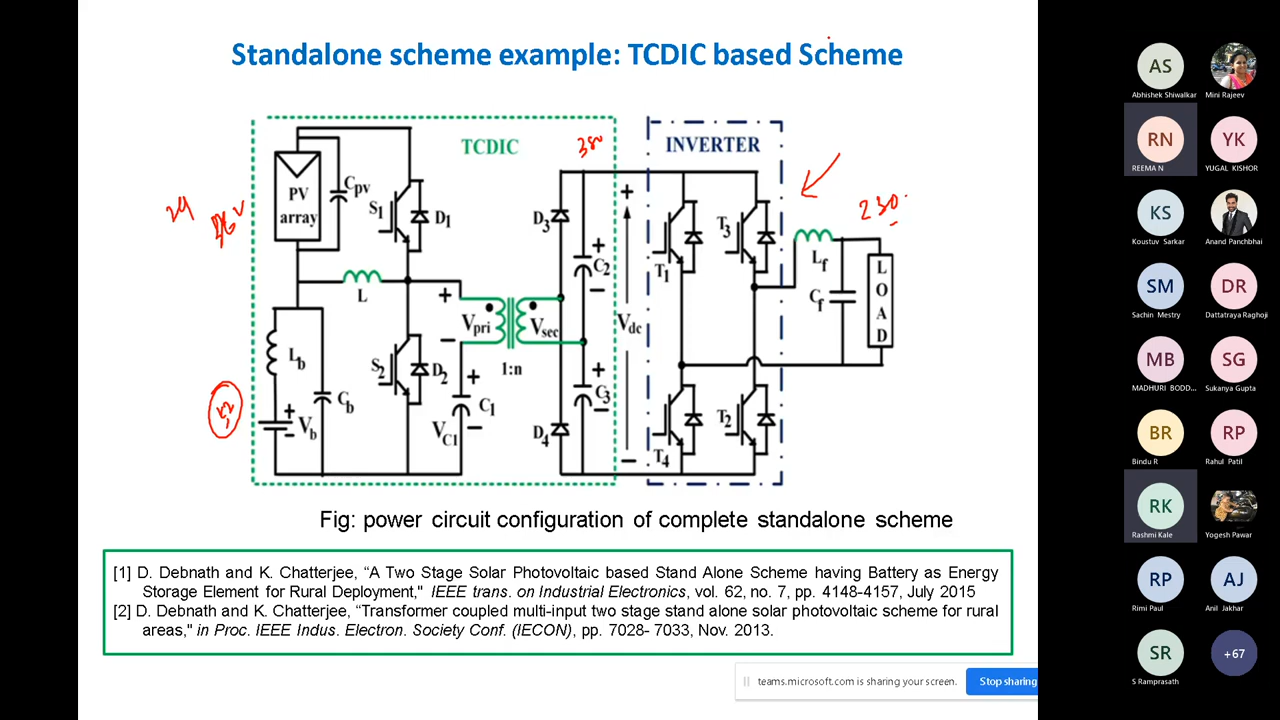 Standalone scheme example: TCDIC based Scheme
TCDIC
INVERTER
380
PV
array
Cpv
S1
D1
D3
+
T3
230
24
36v
C2
+
−
T1
Lf
Cf
LOAD
L
+
Vpri
−
Vsec
Vdc
1:n
Lb
Cb
S2
D2
+
C1
−
VC1
+
C3
−
+
Vb
−
D4
T2
T4
−
Fig: power circuit configuration of complete standalone scheme
[1] D. Debnath and K. Chatterjee, “A Two Stage Solar Photovoltaic based Stand Alone Scheme having Battery as Energy
Storage Element for Rural Deployment," IEEE trans. on Industrial Electronics, vol. 62, no. 7, pp. 4148-4157, July 2015
[2] D. Debnath and K. Chatterjee, “Transformer coupled multi-input two stage stand alone solar photovoltaic scheme for rural
areas," in Proc. IEEE Indus. Electron. Society Conf. (IECON), pp. 7028- 7033, Nov. 2013.
teams.microsoft.com is sharing your screen.
Stop sharing
AS
Abhishek Shiwalkar
Mini Rajeev
RN
REEMA N
YK
YUGAL KISHOR
KS
Koustuv Sarkar
Anand Panchbhai
SM
Sachin Mestry
DR
Dattatraya Raghoji
MB
MADHURI BODD...
SG
Sukanya Gupta
BR
Bindu R
RP
Rahul Patil
RK
Rashmi Kale
Yogesh Pawar
RP
Rimi Paul
AJ
Anil Jakhar
SR
S Ramprasath
+67